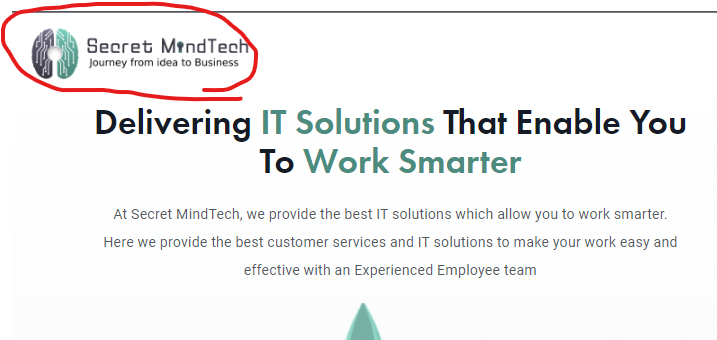 Secret MindTech
Journey from idea to Business
Delivering IT Solutions That Enable You
To Work Smarter
At Secret MindTech, we provide the best IT solutions which allow you to work smarter.
Here we provide the best customer services and IT solutions to make your work easy and
effective with an Experienced Employee team